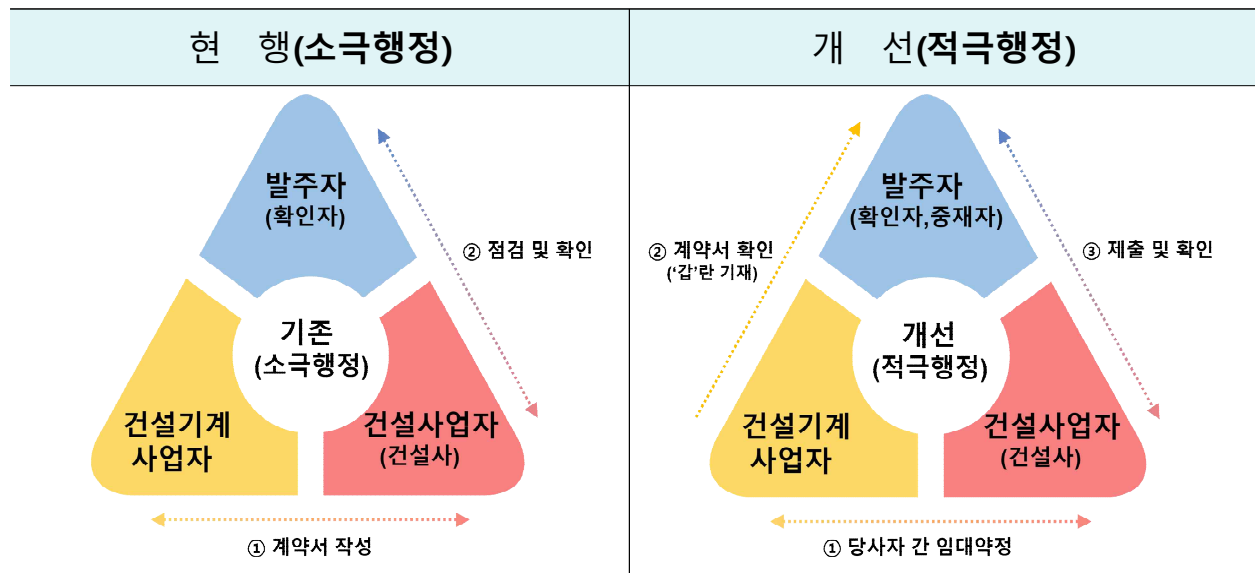 현 행(소극행정)
개 선(적극행정)
발주자
(확인자)
② 점검 및 확인
기존
(소극행정)
건설기계
사업자
건설사업자
(건설사)
① 계약서 작성
발주자
(확인자,중재자)
② 계약서 확인
('갑'란 기재)
③ 제출 및 확인
개선
(적극행정)
건설기계
사업자
건설사업자
(건설사)
① 당사자 간 임대약정